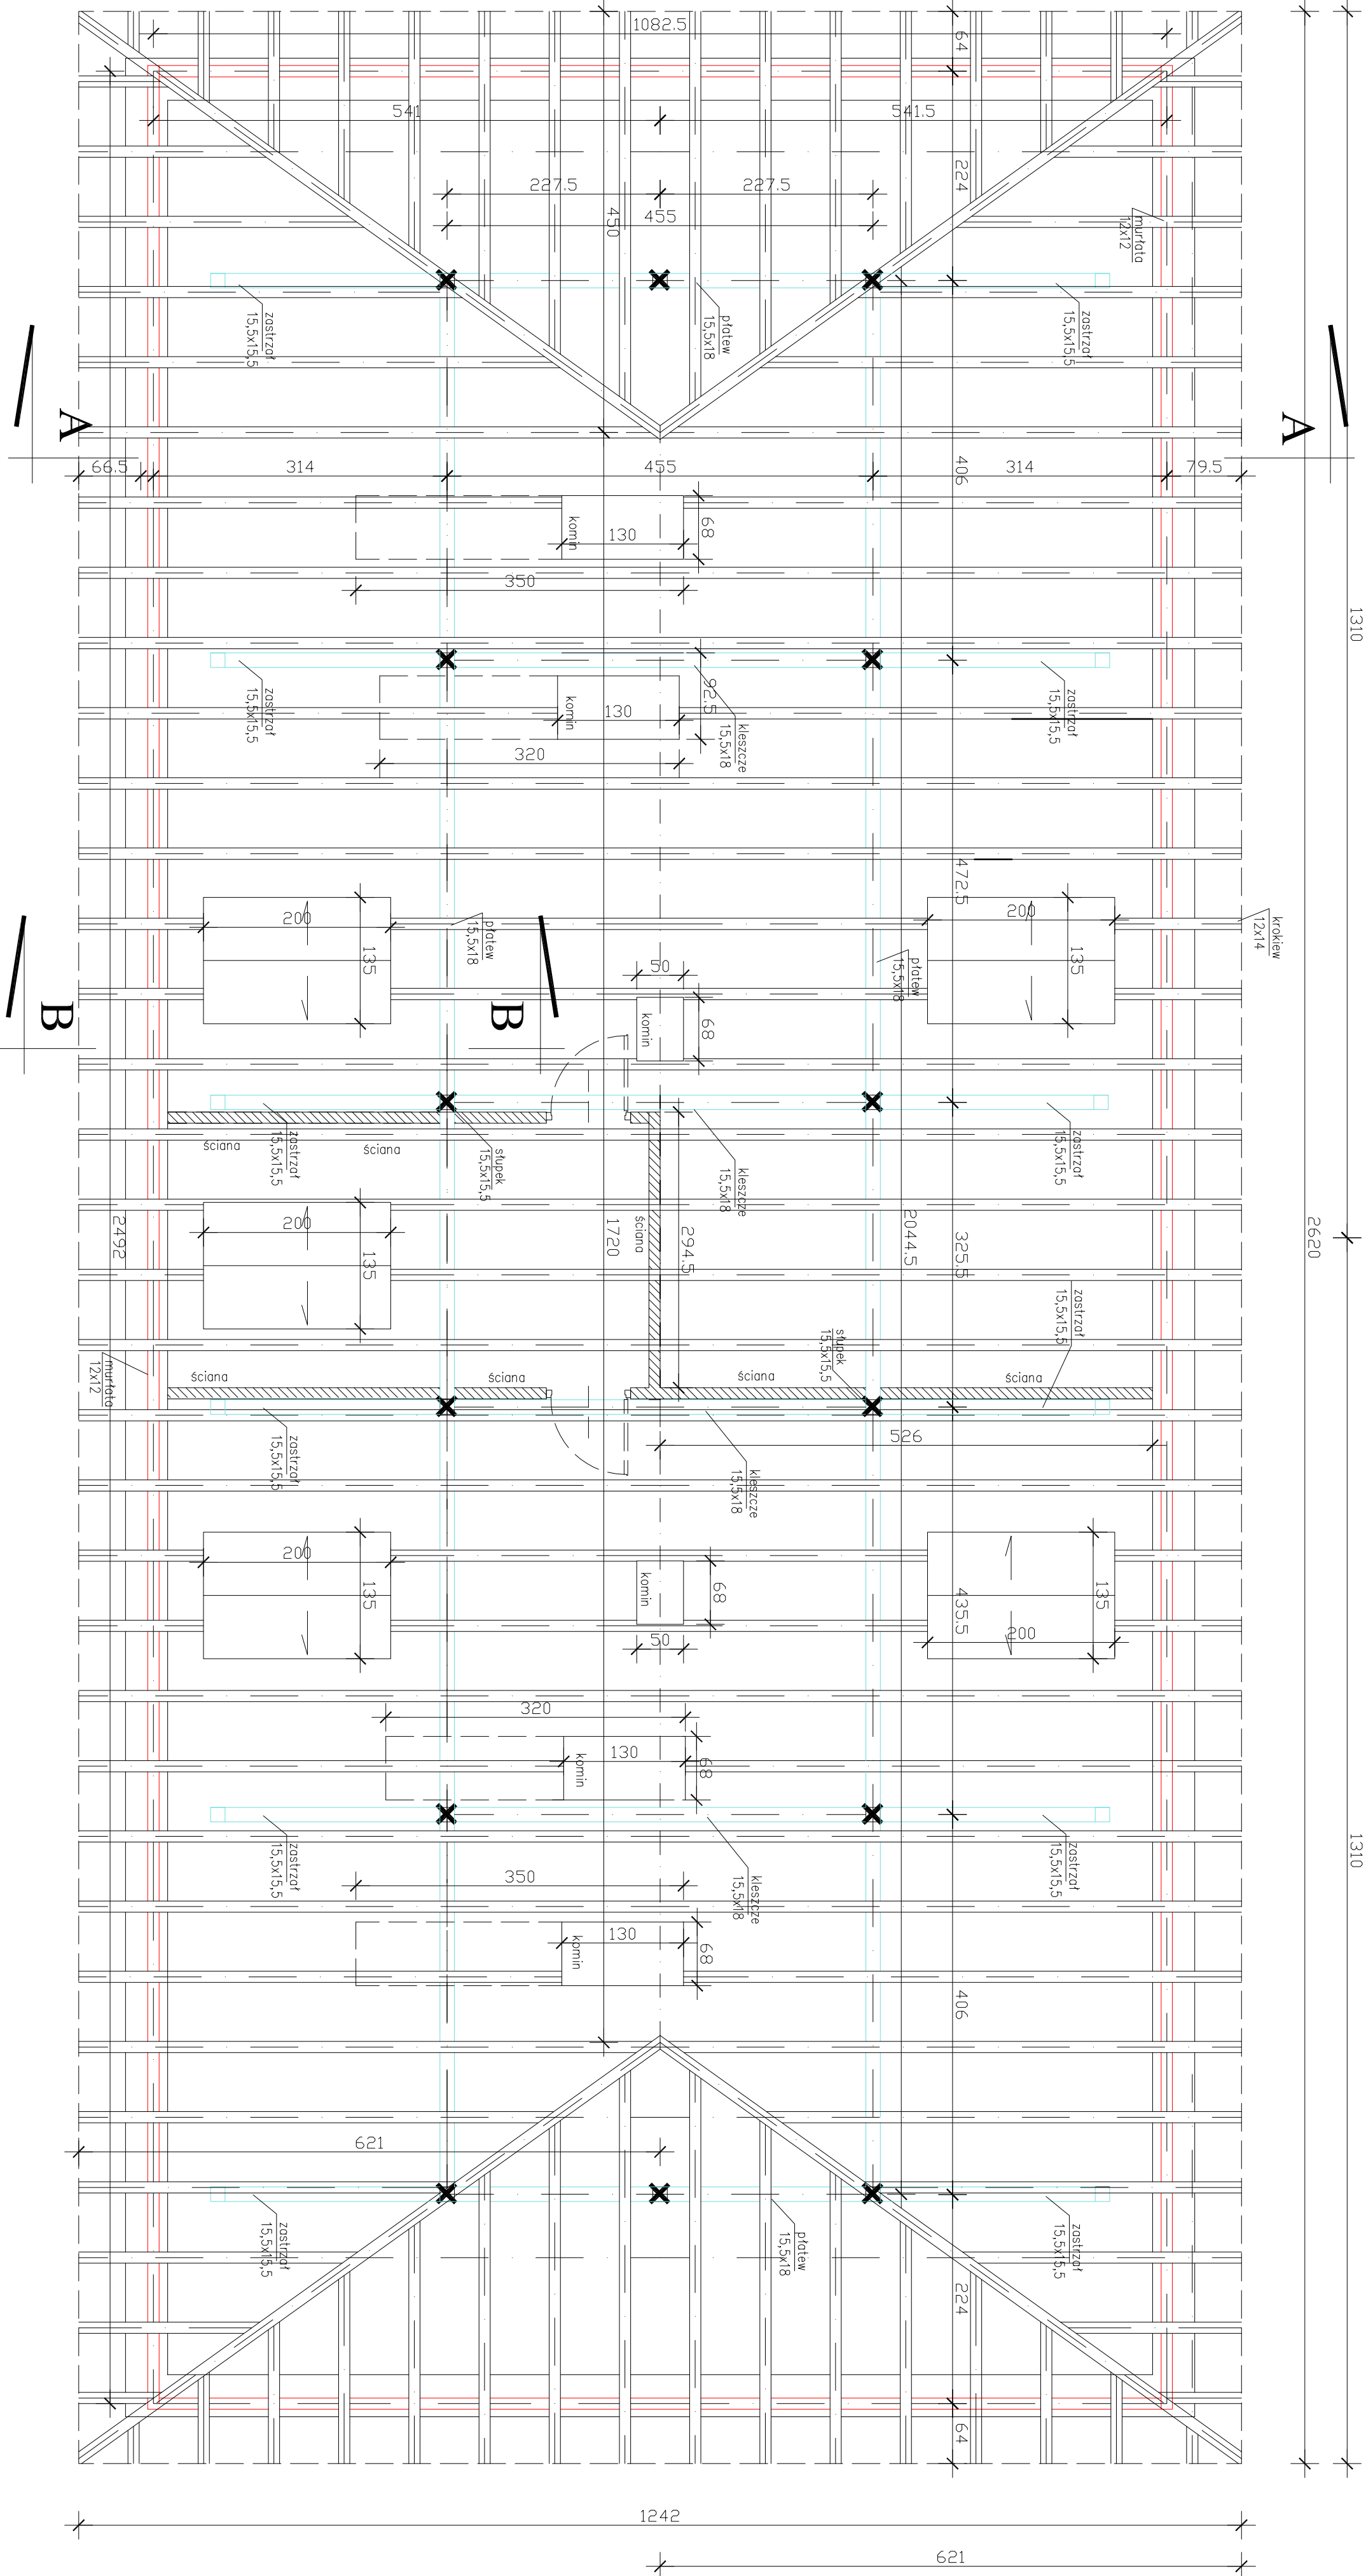 1082.5
64
541
541.5
224
227.5
227.5
455
450
murłata
12x12
zastrzał
15,5x15,5
płatew
15,5x18
zastrzał
15,5x15,5
A
A
66.5
314
455
406
314
79.5
68
komin
130
350
1310
zastrzał
15,5x15,5
92.5
zastrzał
15,5x15,5
komin
130
kleszcze
15,5x18
320
472.5
200
135
płatew
15,5x18
płatew
15,5x18
200
135
krokiew
12x14
50
B
B
komin
68
ściana
zastrzał
15,5x15,5
ściana
słupek
15,5x15,5
kleszcze
15,5x18
zastrzał
15,5x15,5
2492
200
135
1720
ściana
294.5
2044.5
325.5
2620
zastrzał
15,5x15,5
murłata
12x12
ściana
ściana
ściana
słupek
15,5x15,5
ściana
zastrzał
15,5x15,5
526
kleszcze
15,5x18
200
135
komin
68
435.5
135
200
50
1310
320
komin
130
68
zastrzał
15,5x15,5
350
kleszcze
15,5x18
zastrzał
15,5x15,5
komin
130
68
406
621
zastrzał
15,5x15,5
płatew
15,5x18
zastrzał
15,5x15,5
224
64
1242
621